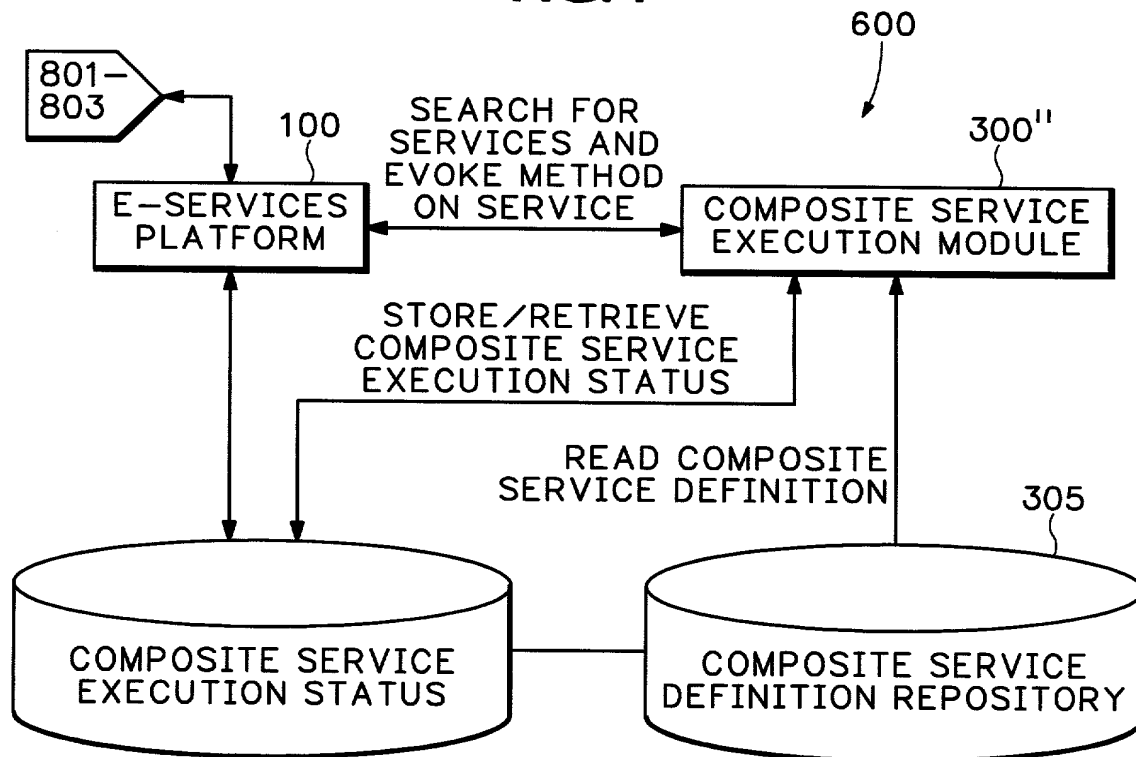 600
801-
803
100
SEARCH FOR
SERVICES AND
EVOKE METHOD
ON SERVICE
300"
E-SERVICES
PLATFORM
COMPOSITE SERVICE
EXECUTION MODULE
STORE/RETRIEVE
COMPOSITE SERVICE
EXECUTION STATUS
READ COMPOSITE
SERVICE DEFINITION
305
COMPOSITE SERVICE
EXECUTION STATUS
COMPOSITE SERVICE
DEFINITION REPOSITORY